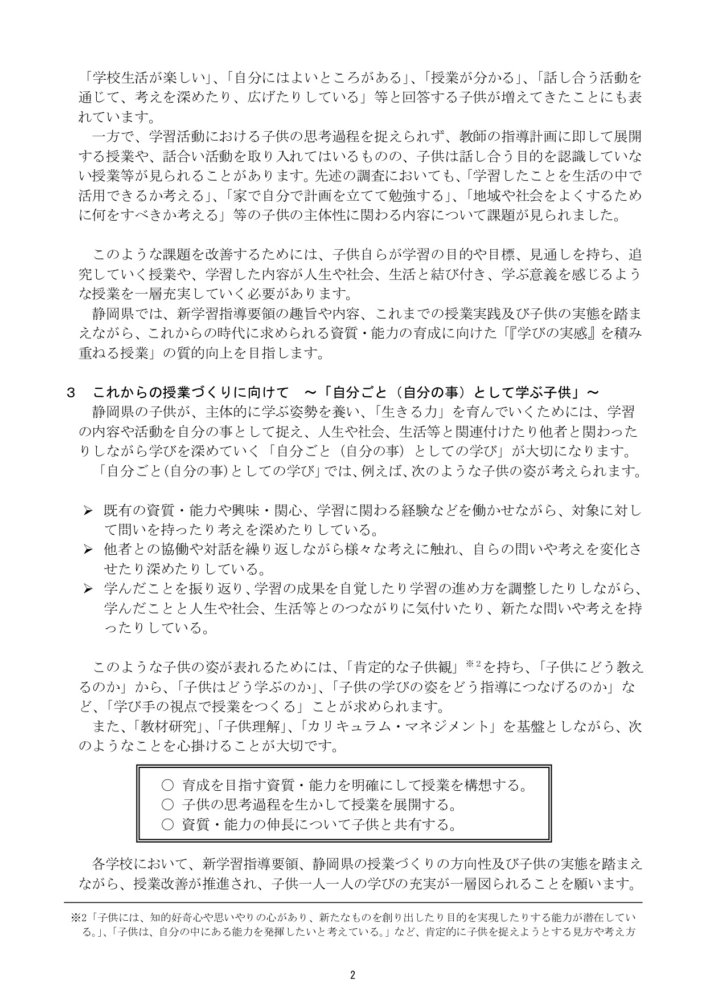 「学校生活が楽しい」、「自分にはよいところがある」、「授業が分かる」、「話し合う活動を
通じて、考えを深めたり、広げたりしている」等と回答する子供が増えてきたことにも表
れています。
一方で、学習活動における子供の思考過程を捉えられず、教師の指導計画に即して展開
する授業や、話合い活動を取り入れてはいるものの、子供は話し合う目的を認識していな
い授業等が見られることがあります。先述の調査においても、「学習したことを生活の中で
活用できるか考える」、「家で自分で計画を立てて勉強する」、「地域や社会をよくするため
に何をすべきか考える」等の子供の主体性に関わる内容について課題が見られました。
このような課題を改善するためには、子供自らが学習の目的や目標、見通しを持ち、追
究していく授業や、学習した内容が人生や社会、生活と結び付き、学ぶ意義を感じるよう
な授業を一層充実していく必要があります。
静岡県では、新学習指導要領の趣旨や内容、これまでの授業実践及び子供の実態を踏ま
えながら、これからの時代に求められる資質・能力の育成に向けた「『学びの実感』を積み
重ねる授業」の質的向上を目指します。
3　これからの授業づくりに向けて　～「自分ごと（自分の事）として学ぶ子供」～
静岡県の子供が、主体的に学ぶ姿勢を養い、「生きる力」を育んでいくためには、学習
の内容や活動を自分の事として捉え、人生や社会、生活等と関連付けたり他者と関わった
りしながら学びを深めていく「自分ごと（自分の事）としての学び」が大切になります。
「自分ごと(自分の事)としての学び」では、例えば、次のような子供の姿が考えられます。
➢ 既有の資質・能力や興味・関心、学習に関わる経験などを働かせながら、対象に対し
て問いを持ったり考えを深めたりしている。
➢ 他者との協働や対話を繰り返しながら様々な考えに触れ、自らの問いや考えを変化さ
せたり深めたりしている。
➢ 学んだことを振り返り、学習の成果を自覚したり学習の進め方を調整したりしながら、
学んだことと人生や社会、生活等とのつながりに気付いたり、新たな問いや考えを持
ったりしている。
このような子供の姿が表れるためには、「肯定的な子供観」※2を持ち、「子供にどう教え
るのか」から、「子供はどう学ぶのか」、「子供の学びの姿をどう指導につなげるのか」な
ど、「学び手の視点で授業をつくる」ことが求められます。
また、「教材研究」、「子供理解」、「カリキュラム・マネジメント」を基盤としながら、次
のようなことを心掛けることが大切です。
○ 育成を目指す資質・能力を明確にして授業を構想する。
○ 子供の思考過程を生かして授業を展開する。
○ 資質・能力の伸長について子供と共有する。
各学校において、新学習指導要領、静岡県の授業づくりの方向性及び子供の実態を踏まえ
ながら、授業改善が推進され、子供一人一人の学びの充実が一層図られることを願います。
※2「子供には、知的好奇心や思いやりの心があり、新たなものを創り出したり目的を実現したりする能力が潜在してい
る。」、「子供は、自分の中にある能力を発揮したいと考えている。」など、肯定的に子供を捉えようとする見方や考え方
2